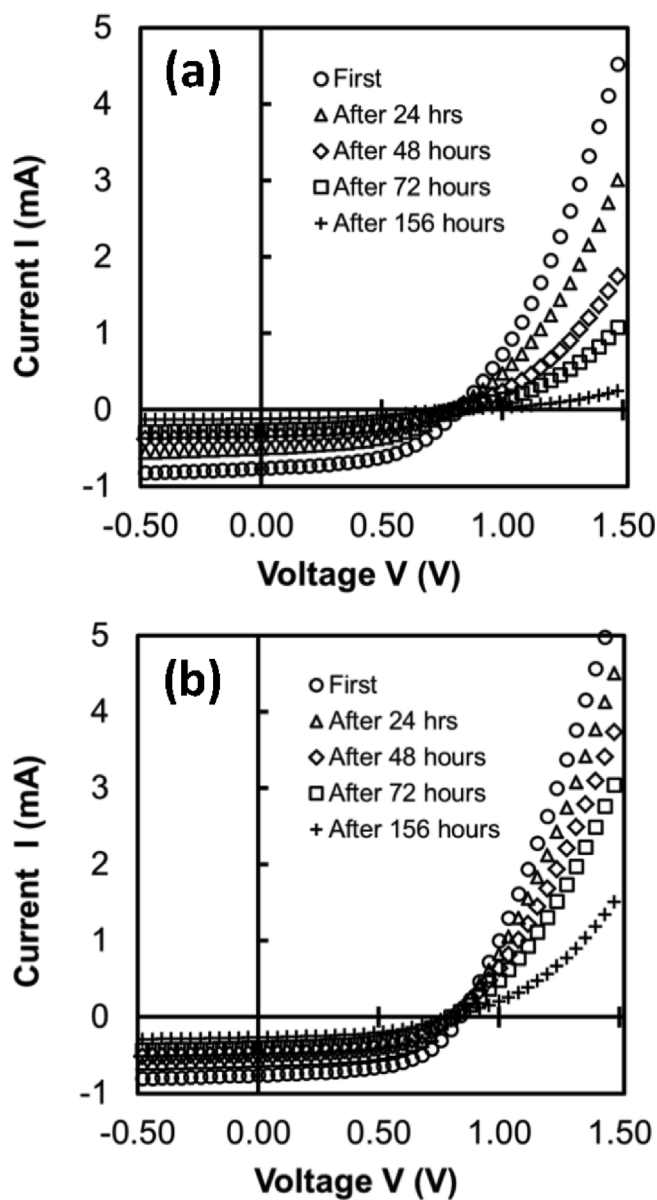 (a)
5
4
3
2
1
0
-1
Current I (mA)
First
After 24 hrs
After 48 hours
After 72 hours
After 156 hours
-0.50 0.00 0.50 1.00 1.50
Voltage V (V)
(b)
5
4
3
2
1
0
-1
Current I (mA)
First
After 24 hrs
After 48 hours
After 72 hours
After 156 hours
-0.50 0.00 0.50 1.00 1.50
Voltage V (V)